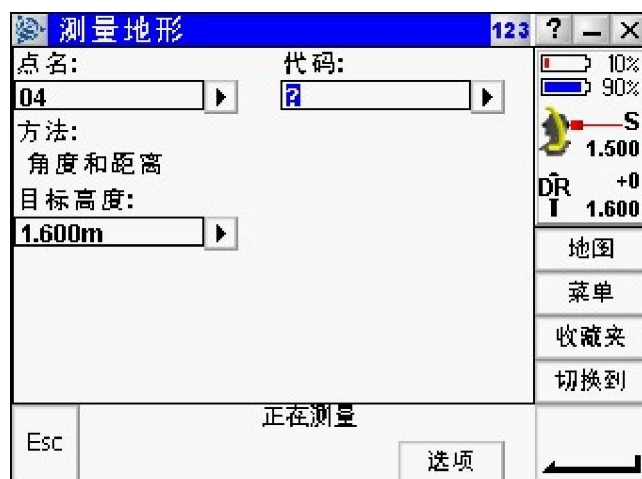 测量地形 123 ?
点名: 代码:
04 ?
方法:
角度和距离
目标高度:
1.600m
10%
90%
S
1.500
DR +0
T 1.600
地图
菜单
收藏夹
切换到
正在测量
Esc 选项